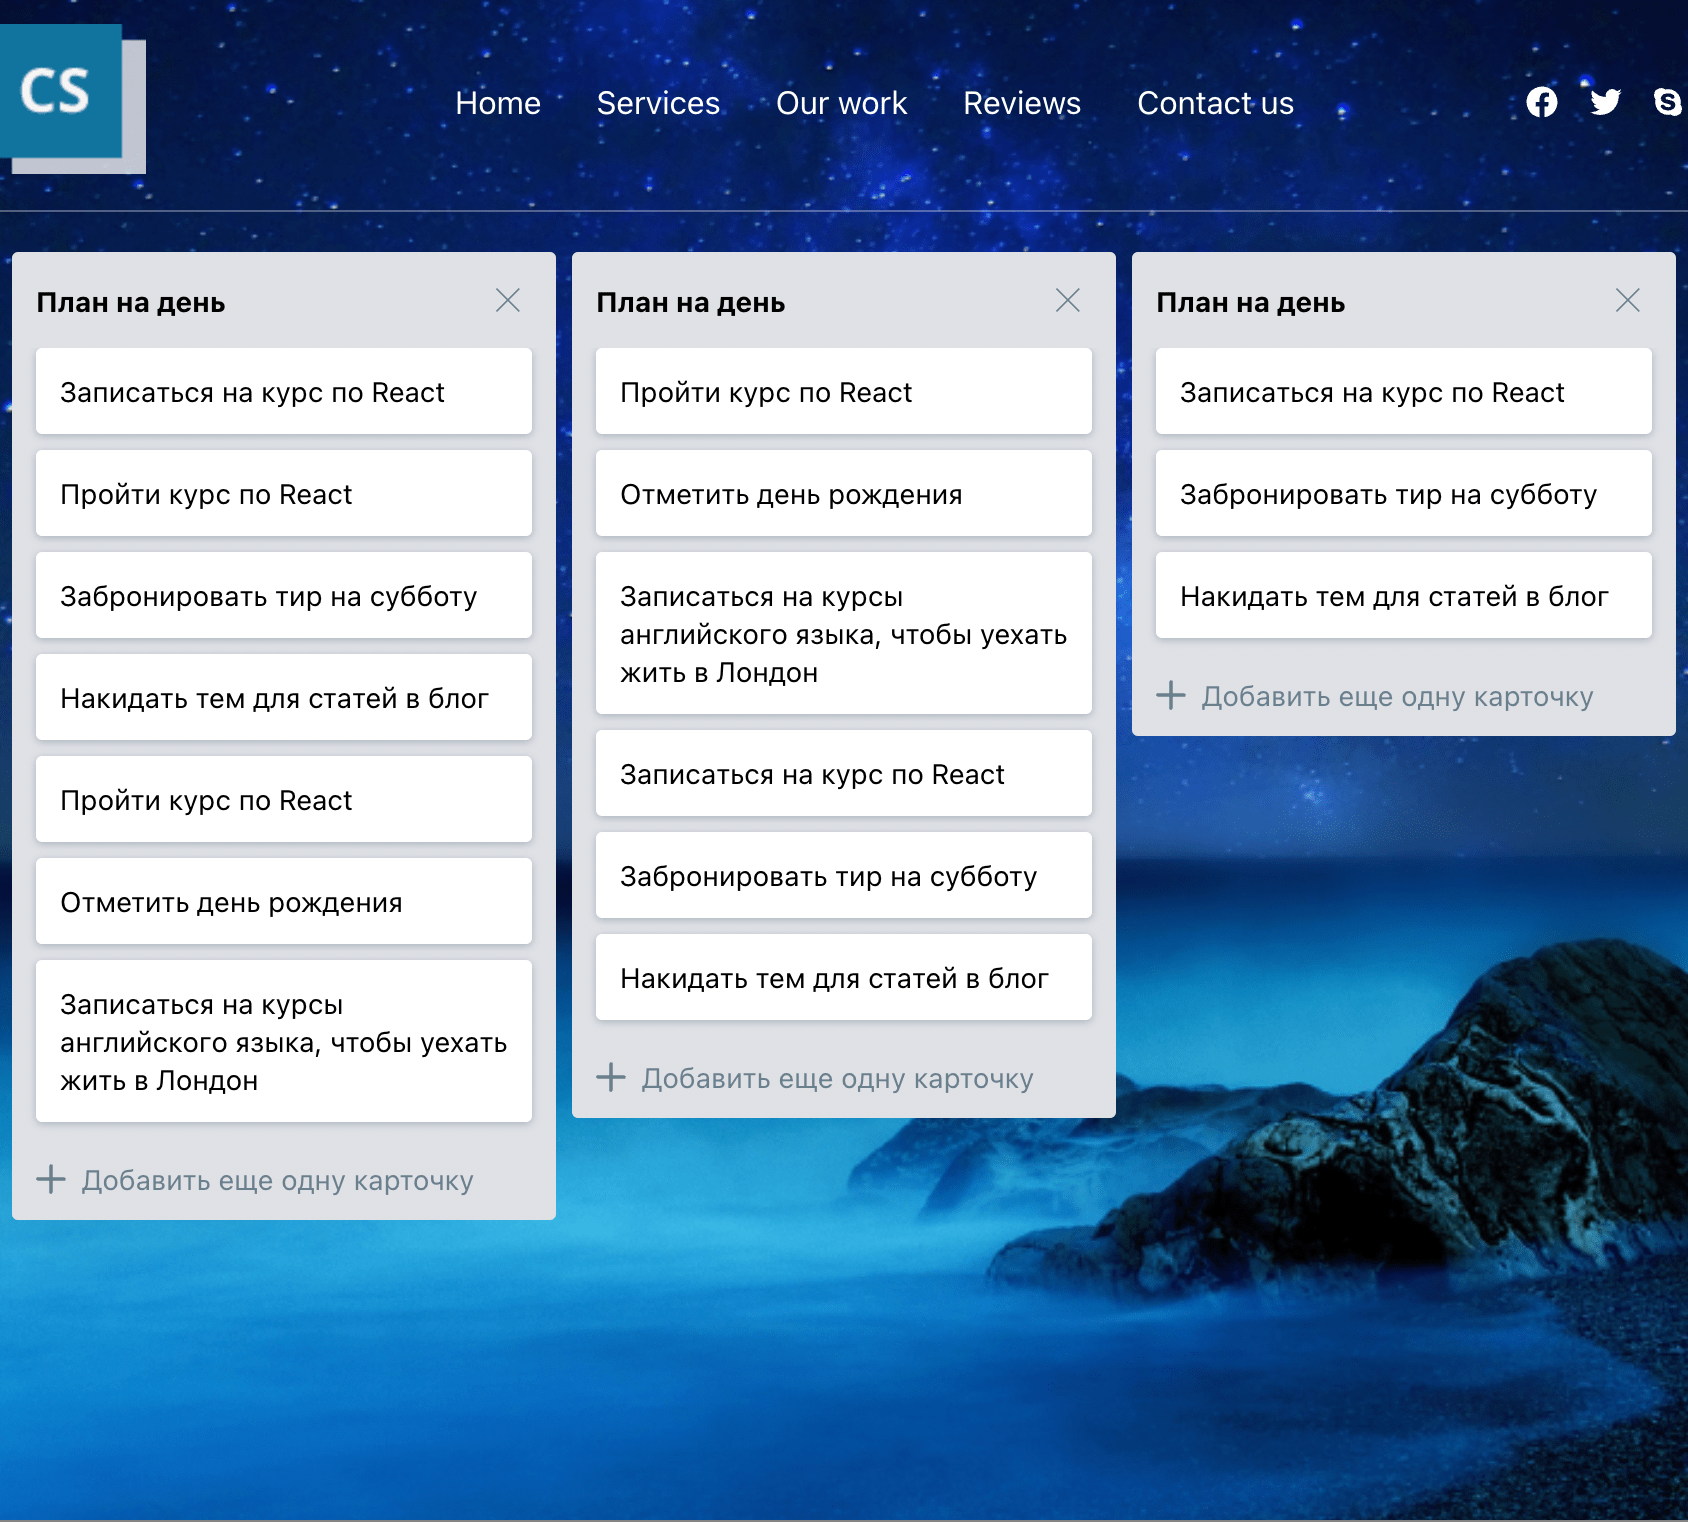 CS
Home
Services
Our work
Reviews
Contact us
План на день
Записаться на курс по React
Пройти курс по React
Забронировать тир на субботу
Накидать тем для статей в блог
Пройти курс по React
Отметить день рождения
Записаться на курсы
английского языка, чтобы уехать
жить в Лондон
Добавить еще одну карточку
План на день
Пройти курс по React
Отметить день рождения
Записаться на курсы
английского языка, чтобы уехать
жить в Лондон
Записаться на курс по React
Забронировать тир на субботу
Накидать тем для статей в блог
Добавить еще одну карточку
План на день
Записаться на курс по React
Забронировать тир на субботу
Накидать тем для статей в блог
Добавить еще одну карточку